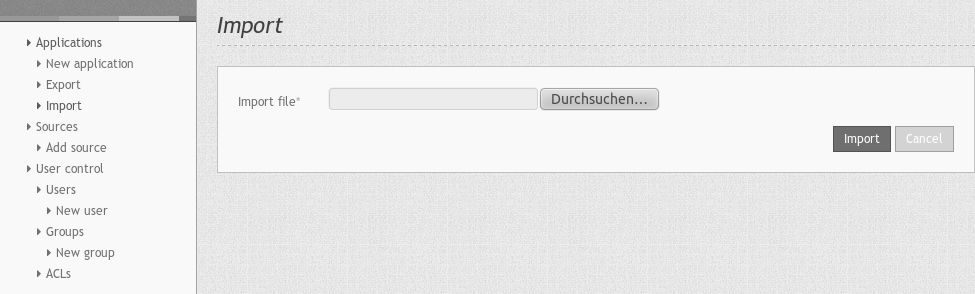 Applications
New application
Export
Import
Sources
Add source
User control
Users
New user
Groups
New group
ACLs
Import
Import file*
Durchsuchen...
Import
Cancel